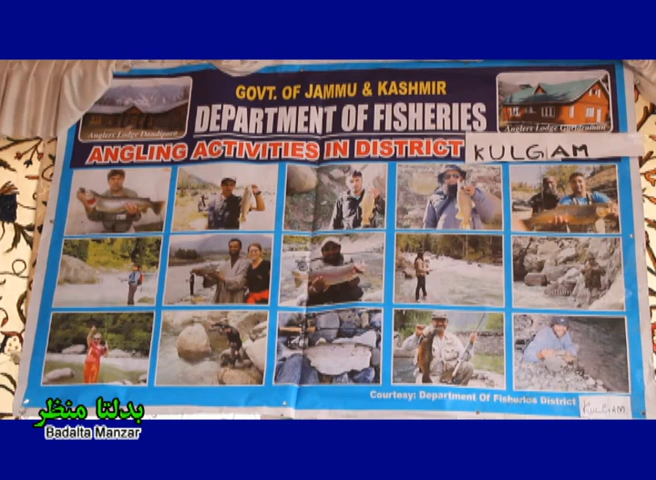 GOVT. OF JAMMU & KASHMIR
DEPARTMENT OF FISHERIES
Anglers Lodge Dandipora
Anglers Lodge
ANGLING ACTIVITIES IN DISTRICT KULGAM
Courtesy: Department Of Fisheries District KULGAM
بدلتا منظر
Badalta Manzar